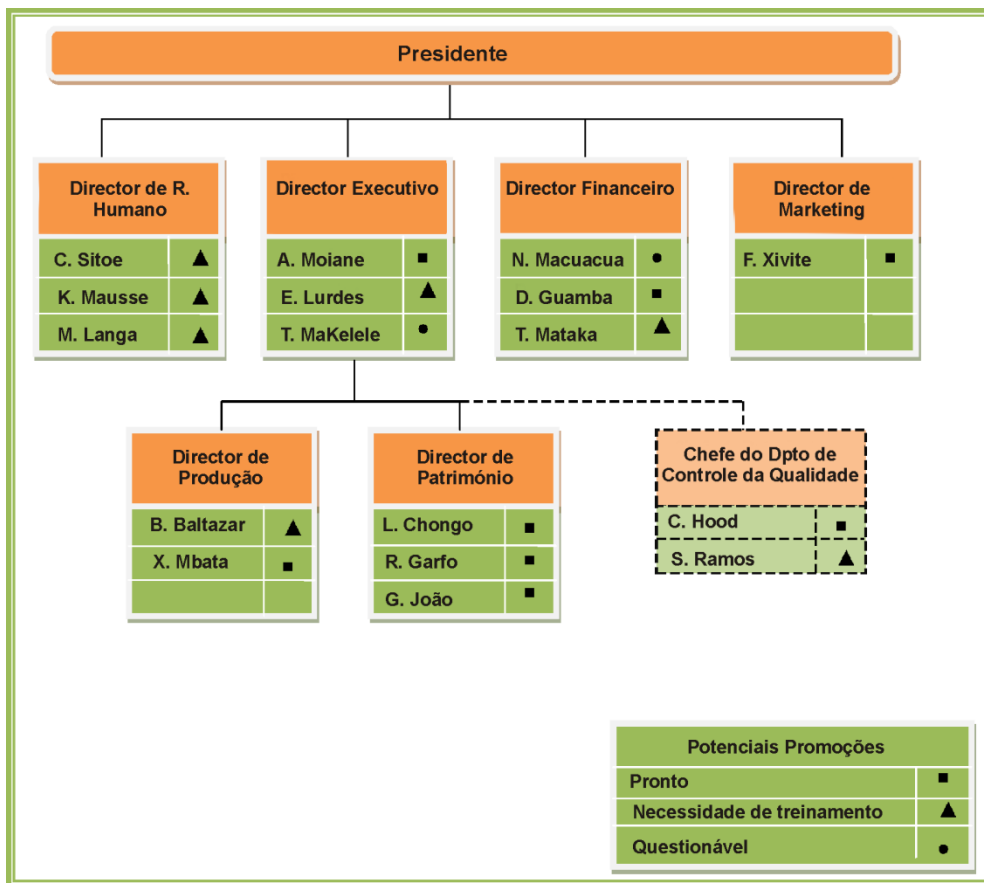 Presidente
Director de R.
Humano
C. Sitoe
K. Mausse
M. Langa
Director Executivo
A. Moiane
E. Lurdes
T. MaKelele
Director Financeiro
N. Macuacua
D. Guamba
T. Mataka
Director de
Marketing
F. Xivite
Director de
Produção
B. Baltazar
X. Mbata
Director de
Património
L. Chongo
R. Garfo
G. João
Chefe do Dpto de
Controle da Qualidade
C. Hood
S. Ramos
Potenciais Promoções
Pronto
Necessidade de treinamento
Questionável